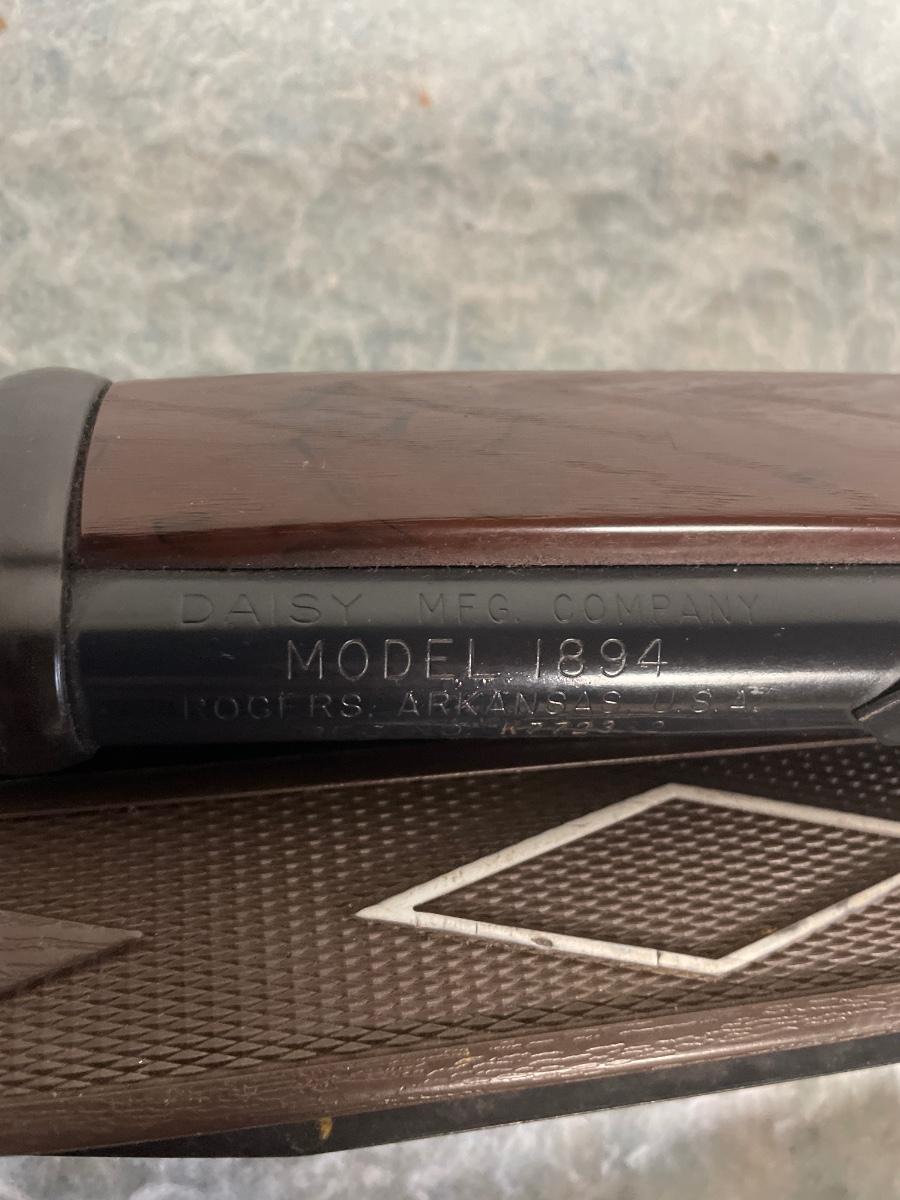 DAISY MFG. COMPANY
MODEL 1894
ROGERS, ARKANSAS, U.S.A.